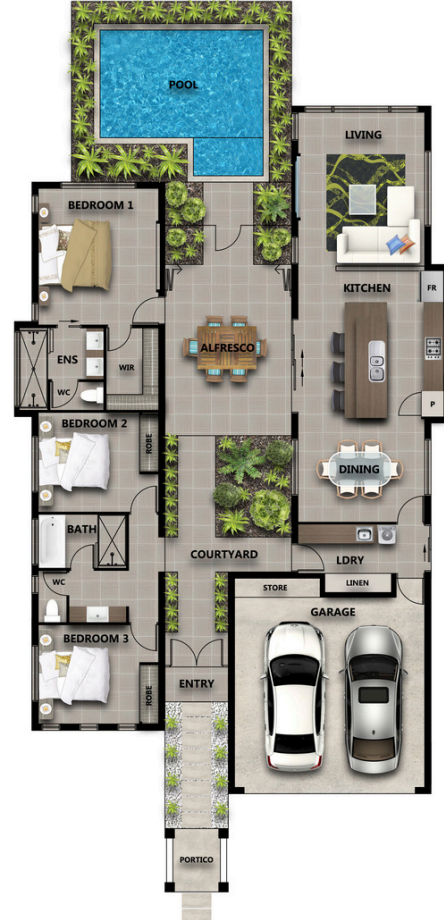 POOL
LIVING
BEDROOM 1
KITCHEN
FR
ALFRESCO
ENS
WIR
WC
P
BEDROOM 2
ROBE
DINING
BATH
COURTYARD
LDRY
WC
STORE
LINEN
GARAGE
BEDROOM 3
ROBE
ENTRY
PORTICO